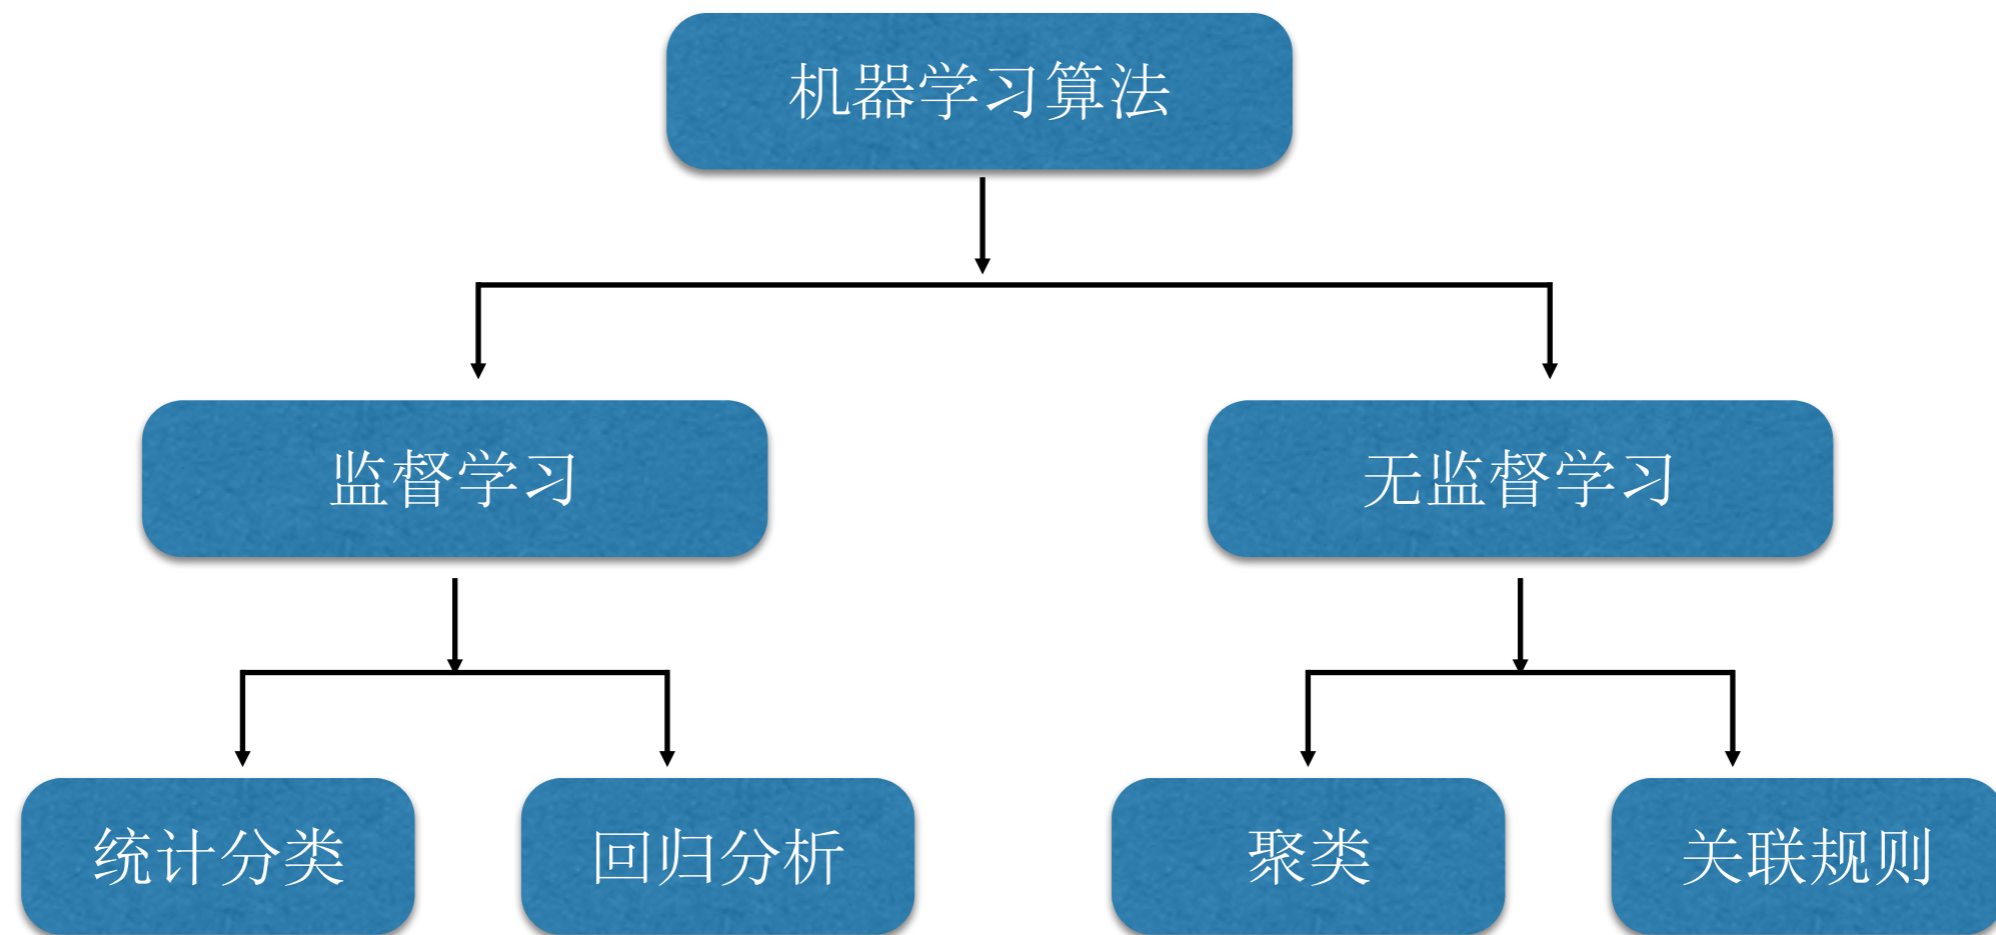 机器学习算法
监督学习
无监督学习
统计分类
回归分析
聚类
关联规则